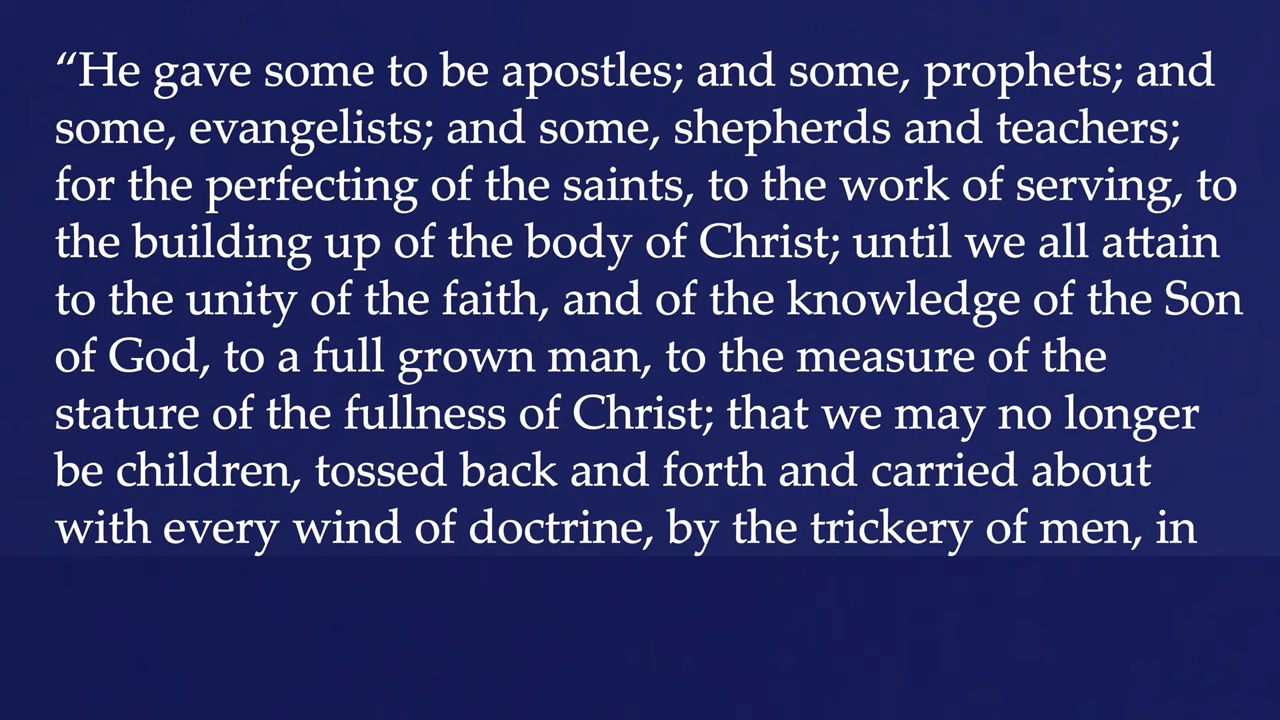 “He gave some to be apostles; and some, prophets; and
some, evangelists; and some, shepherds and teachers;
for the perfecting of the saints, to the work of serving, to
the building up of the body of Christ; until we all attain
to the unity of the faith, and of the knowledge of the Son
of God, to a full grown man, to the measure of the
stature of the fullness of Christ; that we may no longer
be children, tossed back and forth and carried about
with every wind of doctrine, by the trickery of men, in